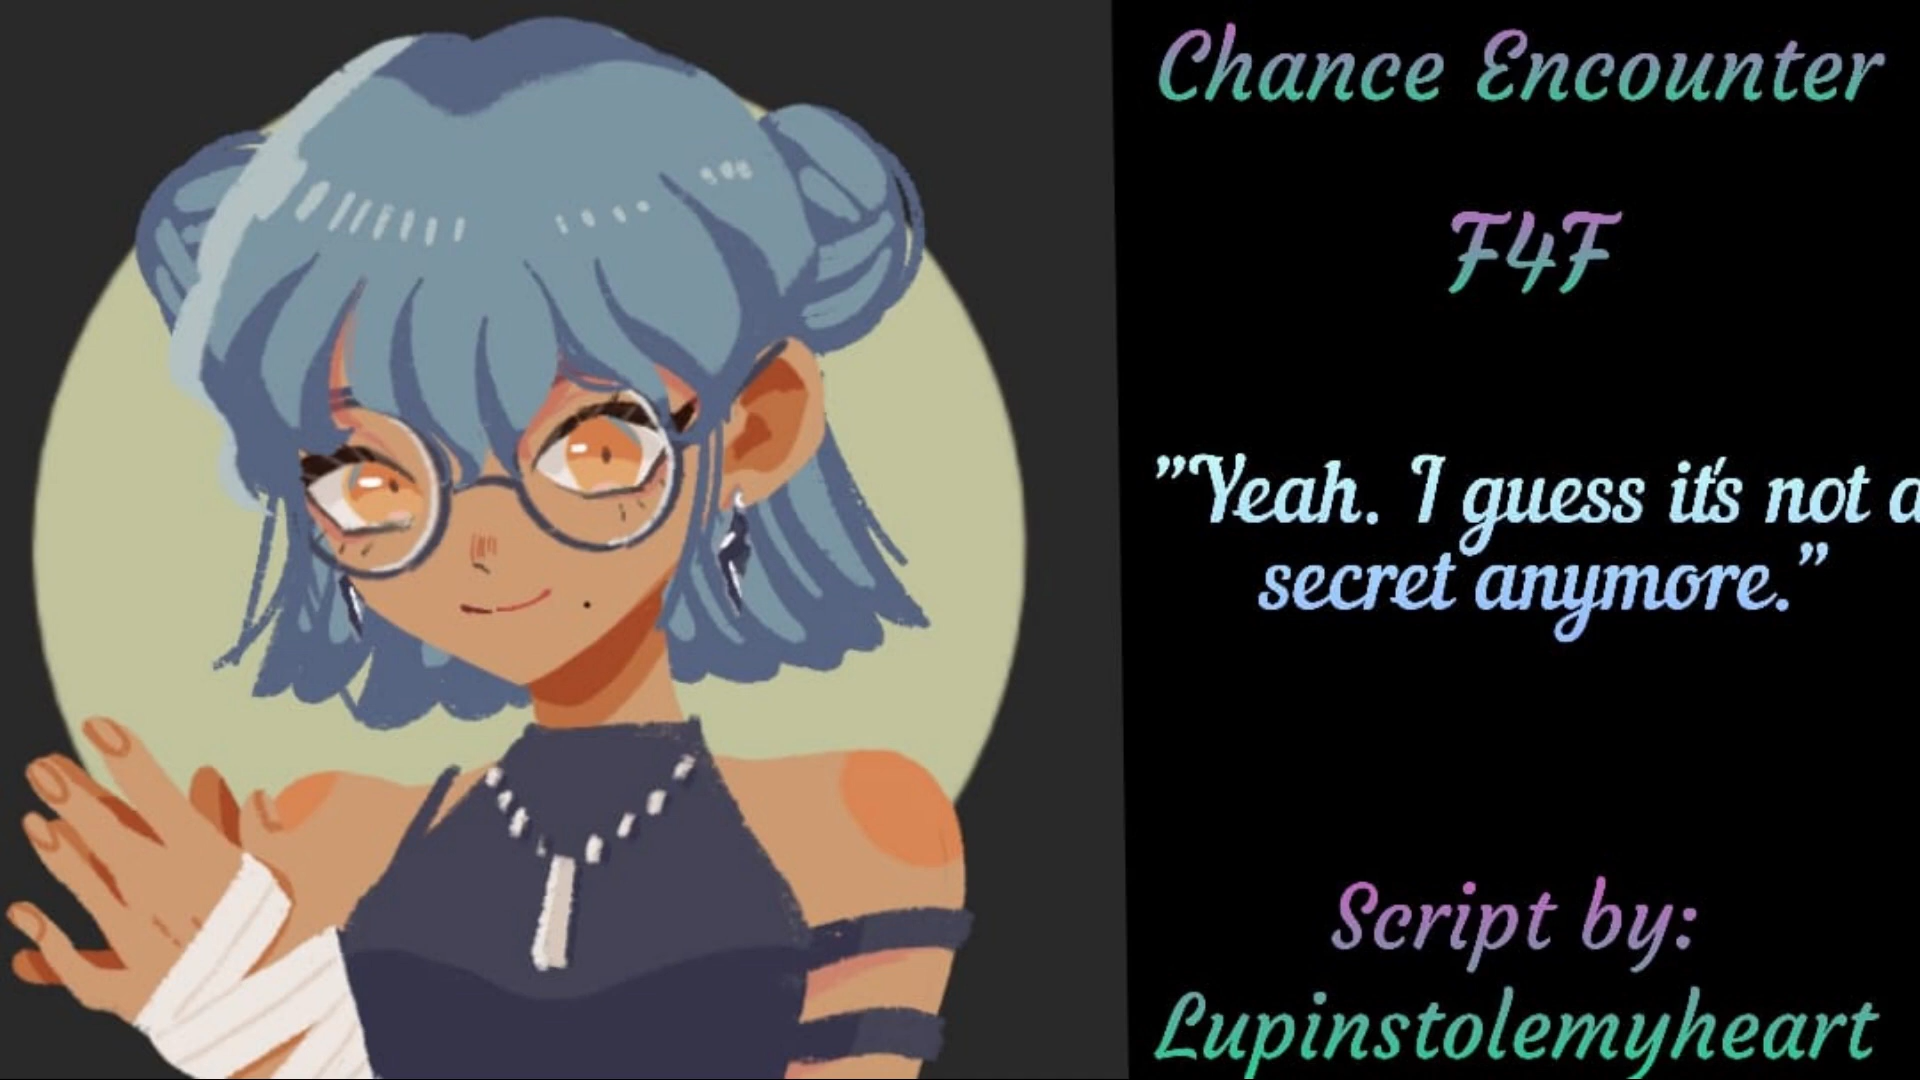 Chance Encounter
F4F
"Yeah. I guess it's not a
secret anymore."
Script by:
Lupinstolemyheart